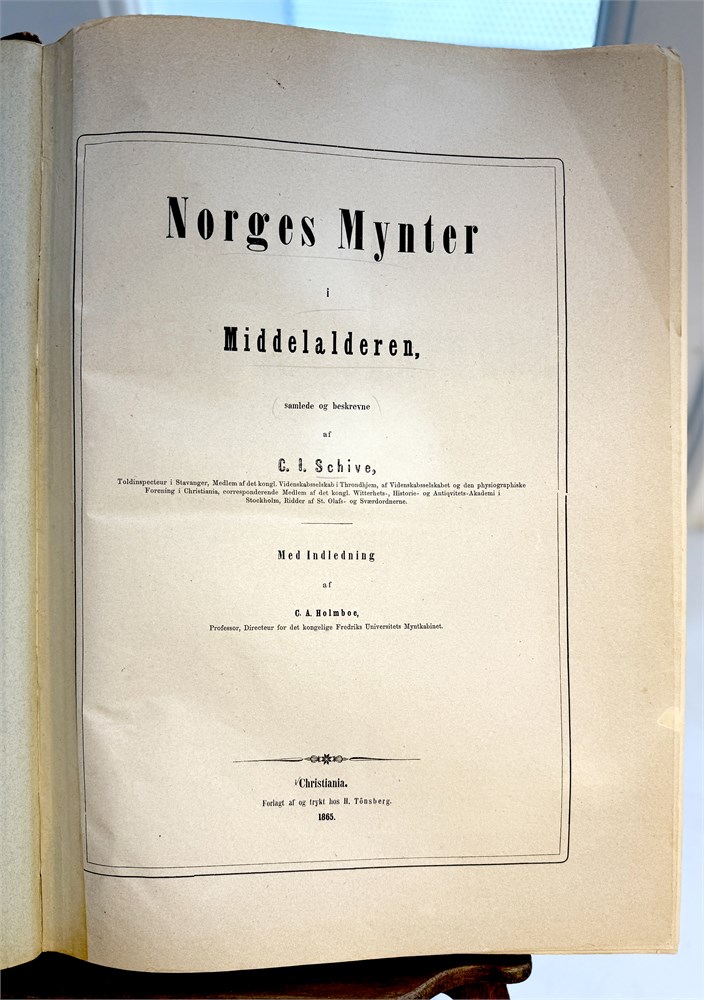 Norges Mynter
i
Middelalderen,
samlede og beskrevne
af
C. I. Schive,
Toldinspecteur i Stavanger, Medlem af det kongl. Videnskabsselskab i Throndhjem, af Videnskabsselskabet og den physiographiske
Forening i Christiania, corresponderende Medlem af det kongl. Witterhets-, Historie- og Antiqvitets-Akademi i
Stockholm, Ridder af St. Olafs- og Sværdordnerne.
Med Indledning
af
C. A. Holmboe,
Professor, Directeur for det kongelige Fredriks Universitets Myntkabinet.
Christiania.
Forlagt af og trykt hos H. Tönsberg.
1865.